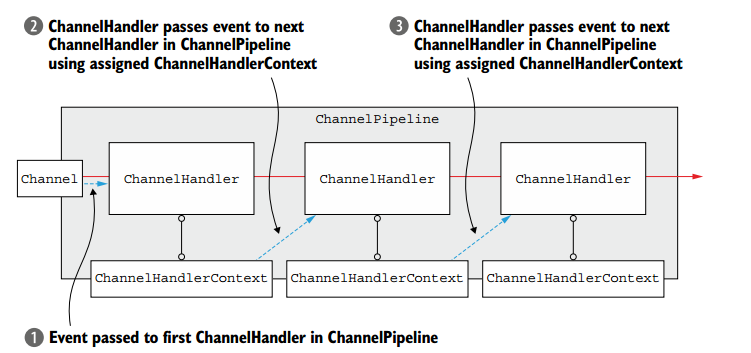 2 ChannelHandler passes event to next
ChannelHandler in ChannelPipeline
using assigned ChannelHandlerContext
3 ChannelHandler passes event to next
ChannelHandler in ChannelPipeline
using assigned ChannelHandlerContext
ChannelPipeline
Channel
ChannelHandler
ChannelHandler
ChannelHandler
ChannelHandlerContext
ChannelHandlerContext
ChannelHandlerContext
1 Event passed to first ChannelHandler in ChannelPipeline